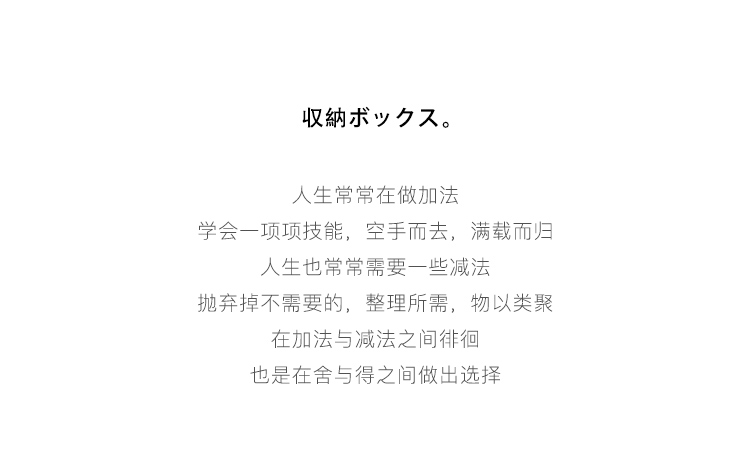 収納ボックス。
人生常常在做加法
学会一项项技能，空手而去，满载而归
人生也常常需要一些减法
抛弃掉不需要的，整理所需，物以类聚
在加法与减法之间徘徊
也是在舍与得之间做出选择